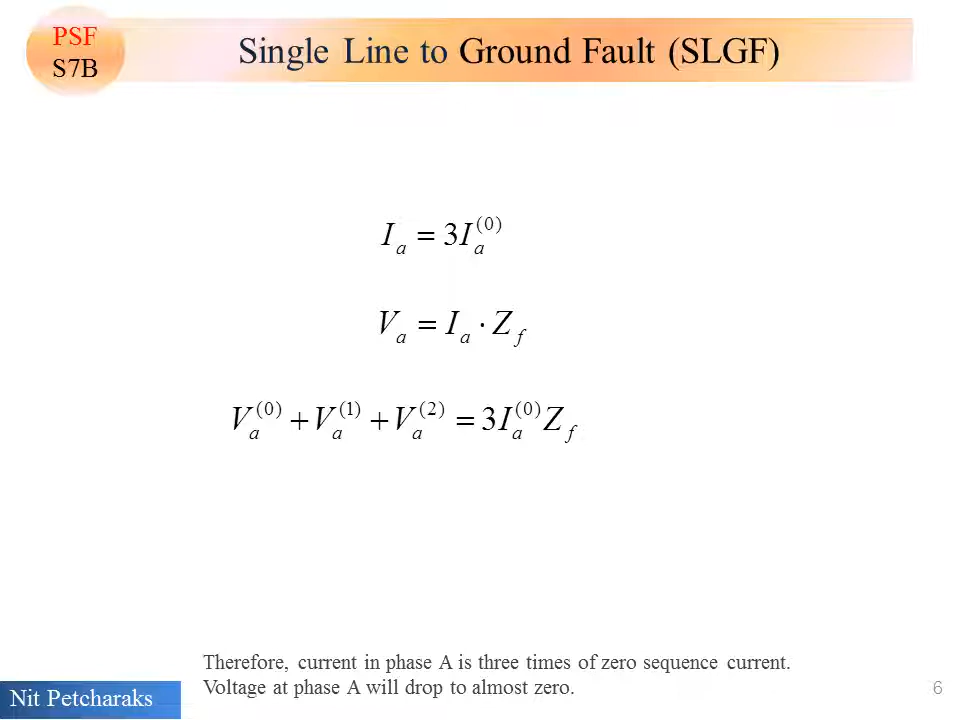 PSF
S7B
Single Line to Ground Fault (SLGF)
I_a = 3I_a^{(0)}
V_a = I_a · Z_f
V_a^{(0)} + V_a^{(1)} + V_a^{(2)} = 3I_a^{(0)} Z_f
Therefore, current in phase A is three times of zero sequence current.
Voltage at phase A will drop to almost zero.
Nit Petcharaks
6